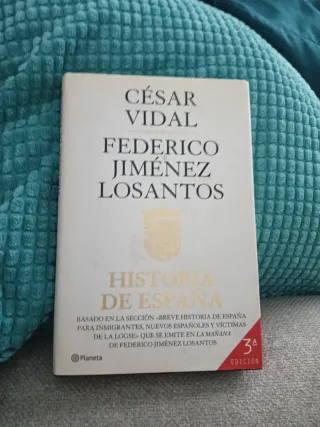 CÉSAR
VIDAL
FEDERICO
JIMÉNEZ
LOSANTOS
HISTORIA
DE ESPAÑA
BASADO EN LA SECCIÓN «BREVE HISTORIA DE ESPAÑA
PARA INMIGRANTES, NUEVOS ESPAÑOLES Y VÍCTIMAS
DE LA LOGSE» QUE SE EMITE EN LA MAÑANA
DE FEDERICO JIMÉNEZ LOSANTOS
Planeta
3ª
EDICIÓN